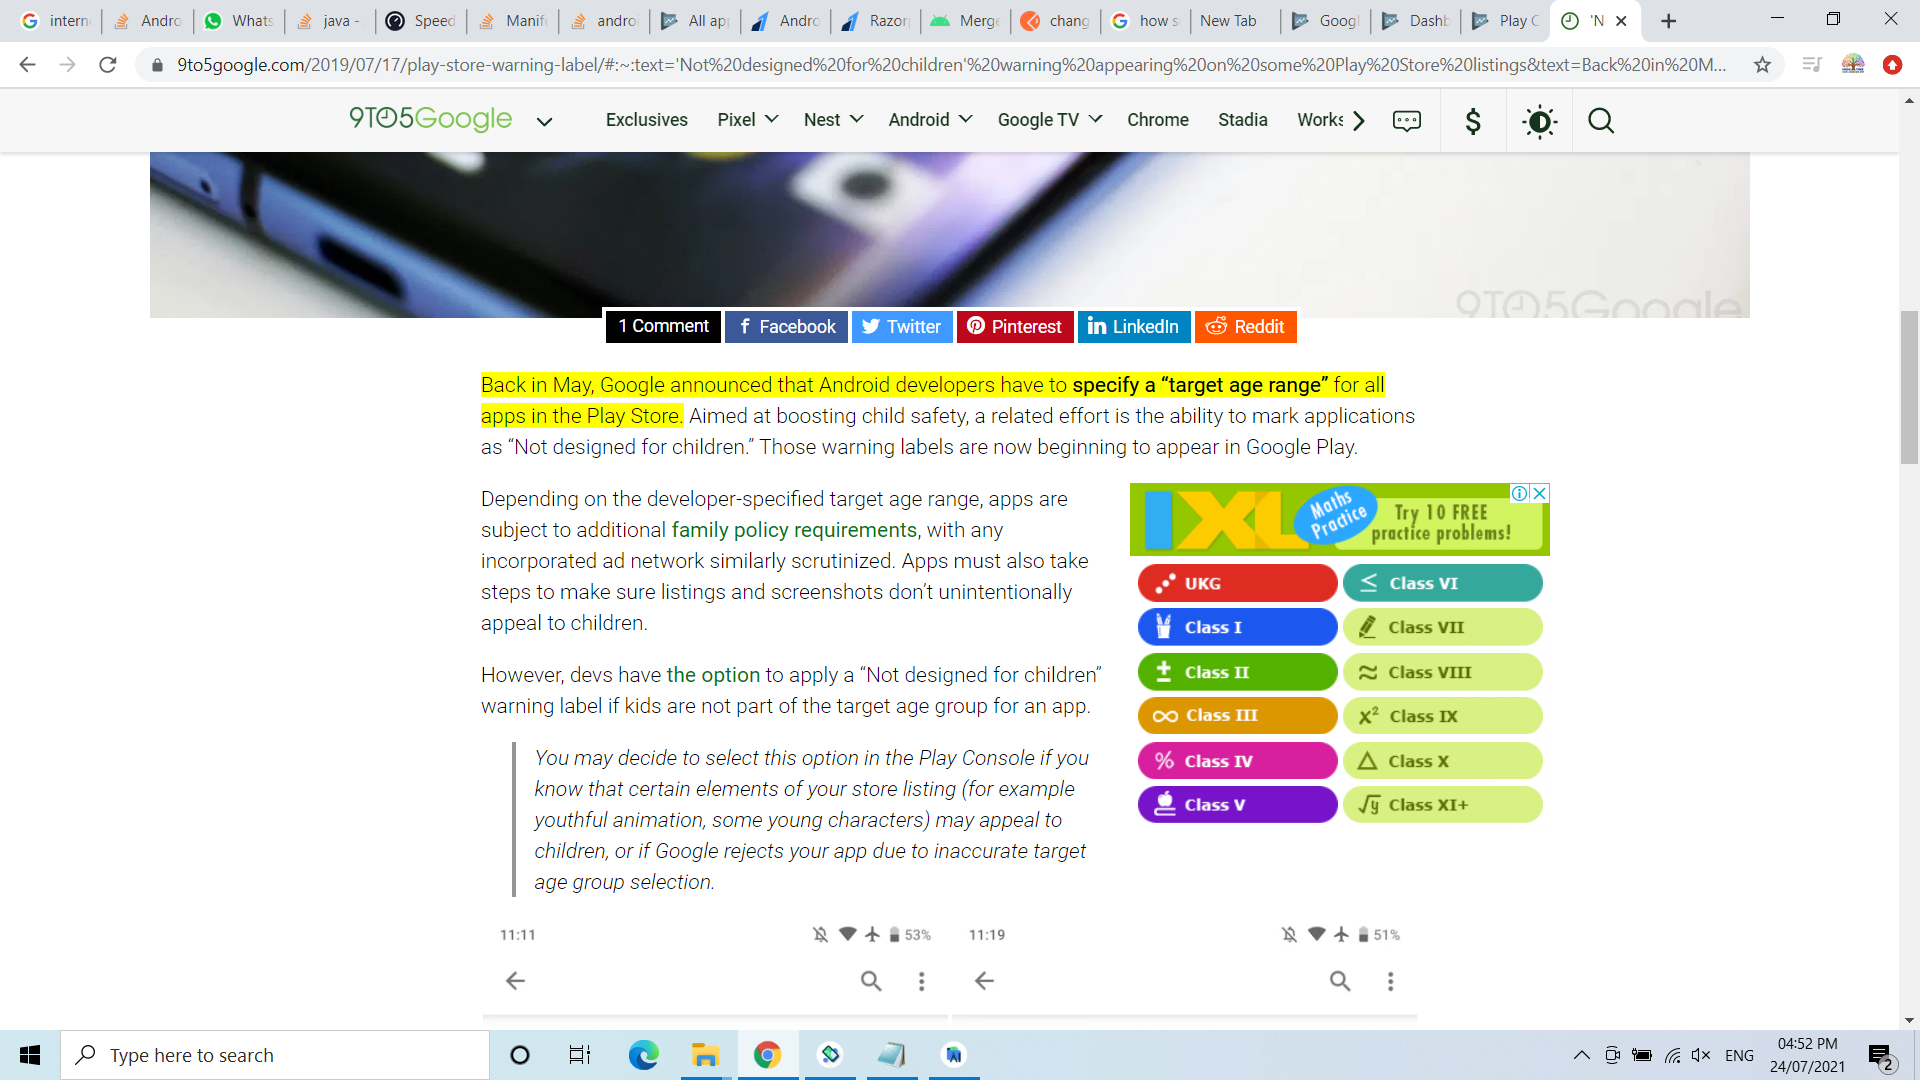 intern
Andro
Whats
java -
Speed
Manife
androi
All app
Andro
Razor
Merge
chang
how s
New Tab
Googl
Dashb
Play C
'N
9to5google.com/2019/07/17/play-store-warning-label/#:~:text='Not%20designed%20for%20children'%20warning%20appearing%20on%20some%20Play%20Store%20listings&text=Back%20in%20M...
9TO5Google
Exclusives Pixel Nest Android Google TV Chrome Stadia Works
9TO5Google
1 Comment Facebook Twitter Pinterest LinkedIn Reddit
Back in May, Google announced that Android developers have to specify a “target age range” for all
apps in the Play Store. Aimed at boosting child safety, a related effort is the ability to mark applications
as “Not designed for children.” Those warning labels are now beginning to appear in Google Play.
Depending on the developer-specified target age range, apps are
subject to additional family policy requirements, with any
incorporated ad network similarly scrutinized. Apps must also take
steps to make sure listings and screenshots don’t unintentionally
appeal to children.
However, devs have the option to apply a “Not designed for children”
warning label if kids are not part of the target age group for an app.
You may decide to select this option in the Play Console if you
know that certain elements of your store listing (for example
youthful animation, some young characters) may appeal to
children, or if Google rejects your app due to inaccurate target
age group selection.
IXL
Maths
Practice
Try 10 FREE
practice problems!
UKG
≤ Class VI
Class I
Class VII
± Class II
≈ Class VIII
∞ Class III
x² Class IX
% Class IV
△ Class X
Class V
√y Class XI+
11:11 53%
11:19 51%
Type here to search
ENG
04:52 PM
24/07/2021
2